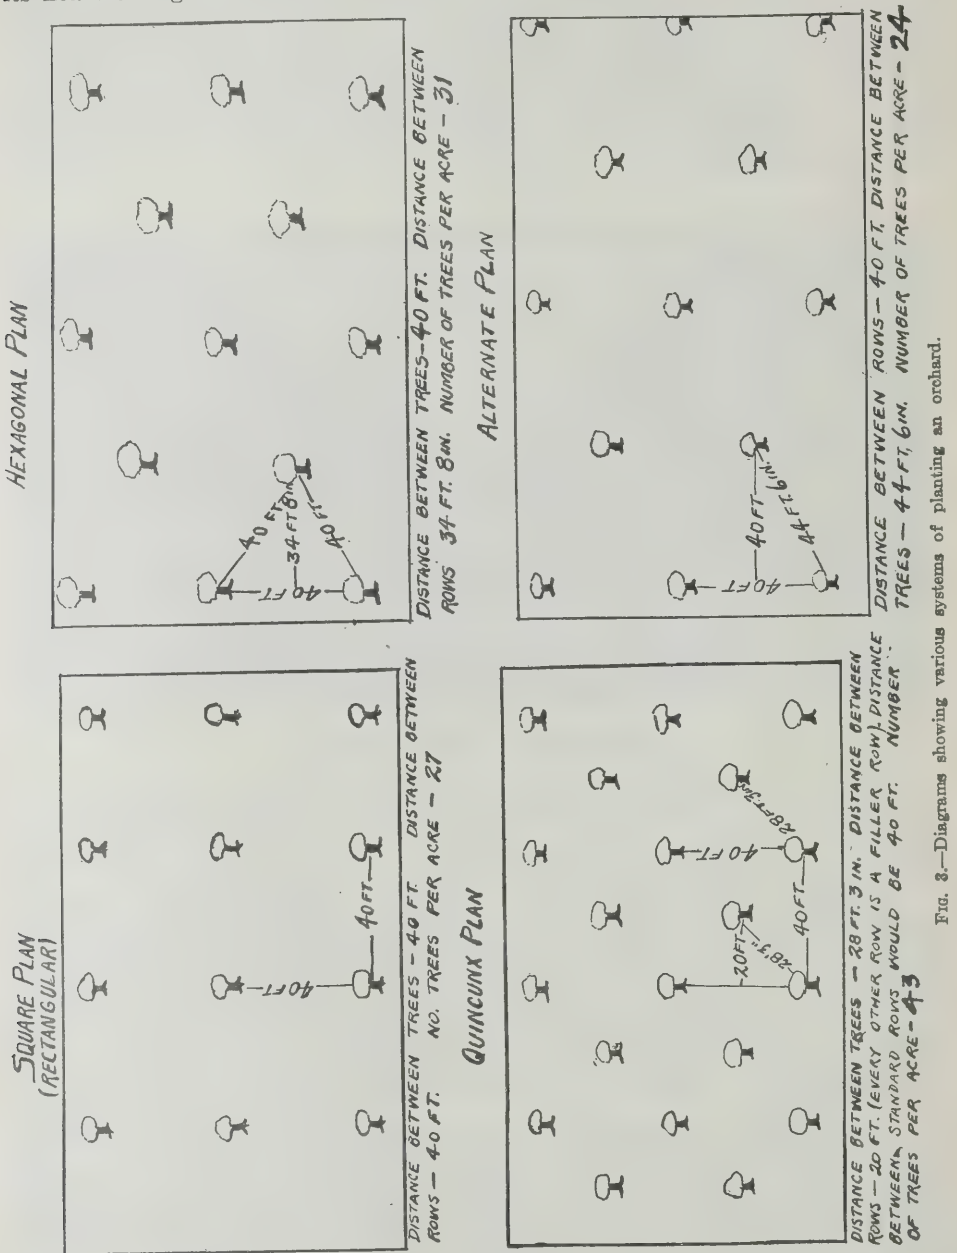 SQUARE PLAN
(RECTANGULAR)
40 FT
40 FT
DISTANCE BETWEEN TREES - 40 FT DISTANCE BETWEEN
ROWS - 40 FT. NO. TREES PER ACRE - 27
HEXAGONAL PLAN
40 FT
34 FT 8 IN
40 FT
40 FT
DISTANCE BETWEEN TREES - 40 FT. DISTANCE BETWEEN
ROWS 34 FT. 8 IN. NUMBER OF TREES PER ACRE - 31
QUINCUNX PLAN
20 FT
28'3"
40 FT
40 FT
28 FT. 3 INS
DISTANCE BETWEEN TREES - 28 FT. 3 IN. DISTANCE BETWEEN
ROWS - 20 FT. (EVERY OTHER ROW IS A FILLER ROW). DISTANCE
BETWEEN STANDARD ROWS WOULD BE 40 FT. NUMBER
OF TREES PER ACRE - 43
ALTERNATE PLAN
40 FT
40 FT
44 FT. 6 IN.
DISTANCE BETWEEN ROWS - 40 FT. DISTANCE BETWEEN
TREES - 44 FT, 6 IN. NUMBER OF TREES PER ACRE - 24
FIG. 3.—Diagrams showing various systems of planting an orchard.